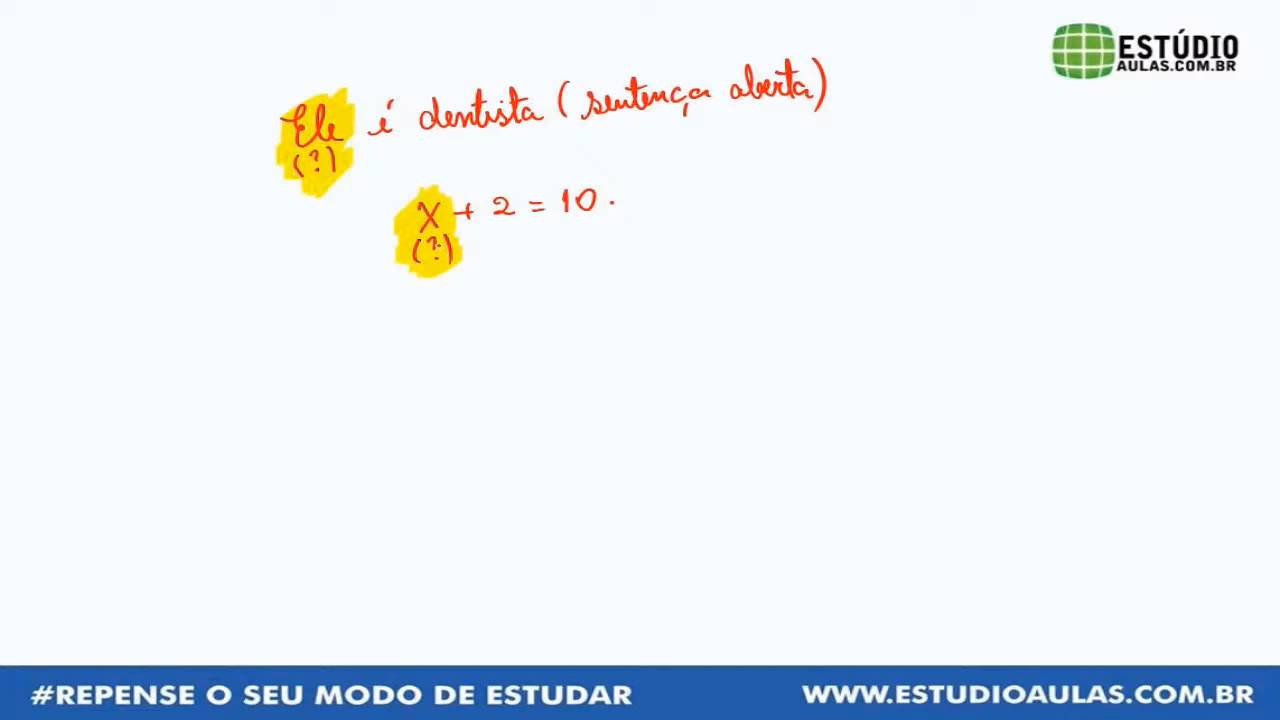 ESTÚDIO
AULAS.COM.BR
Ele é dentista (sentença aberta)
(?)
X + 2 = 10.
(?)
#REPENSE O SEU MODO DE ESTUDAR
WWW.ESTUDIOAULAS.COM.BR